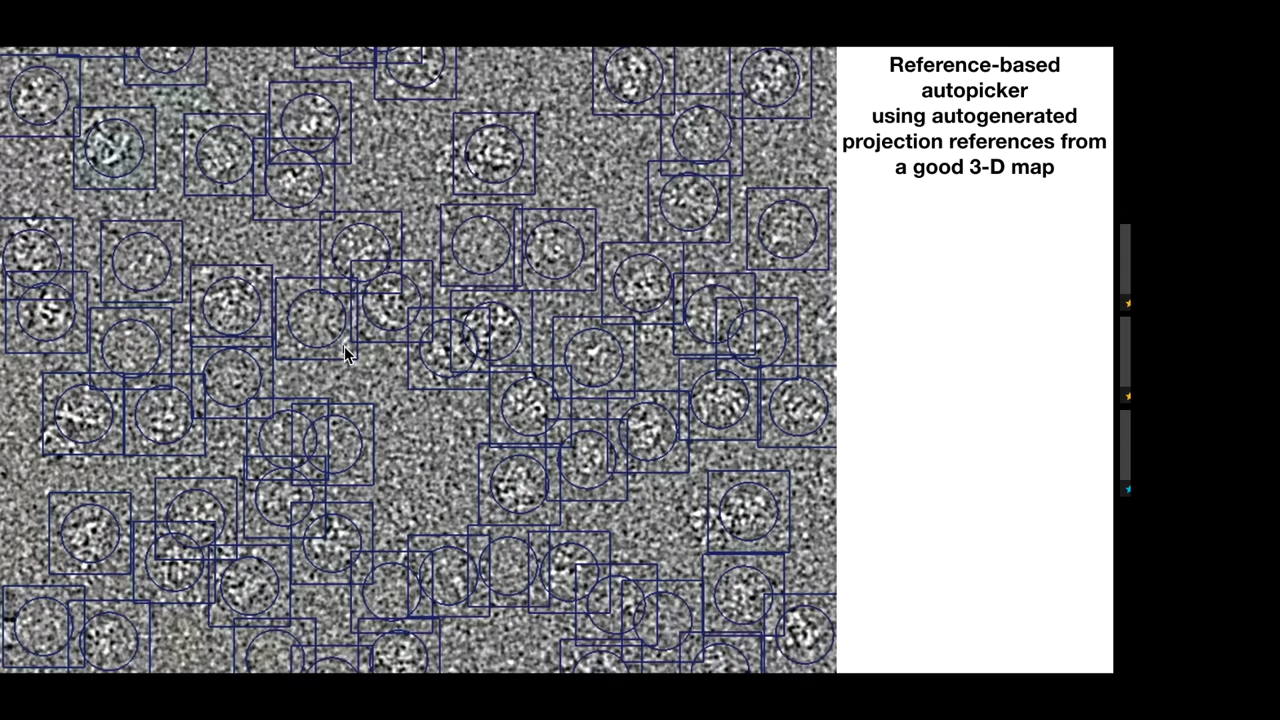 Reference-based
autopicker
using autogenerated
projection references from
a good 3-D map